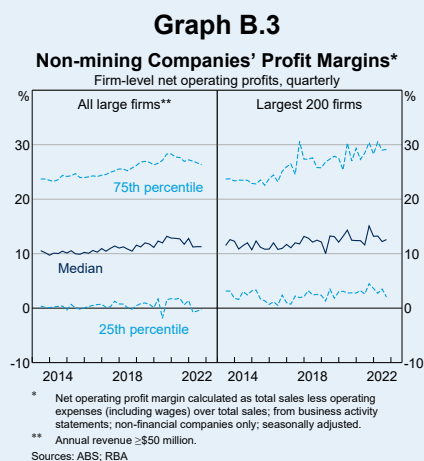 Graph B.3
Non-mining Companies' Profit Margins*
Firm-level net operating profits, quarterly
% All large firms** Largest 200 firms %
30 30
75th percentile
20 20
10 10
Median
0 0
25th percentile
-10 -10
2014 2018 2022 2014 2018 2022
* Net operating profit margin calculated as total sales less operating
expenses (including wages) over total sales; from business activity
statements; non-financial companies only; seasonally adjusted.
** Annual revenue ≥$50 million.
Sources: ABS; RBA